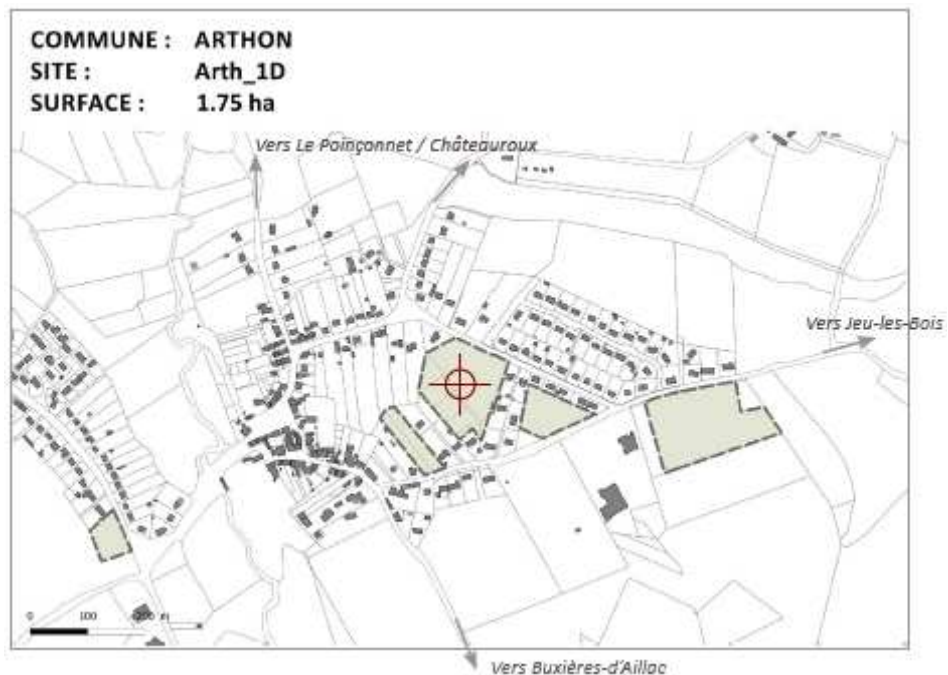 COMMUNE : ARTHON
SITE : Arth_1D
SURFACE : 1.75 ha
Vers Le Poinçonnet / Châteauroux
Vers Jeu-les-Bois
0 100 200 m
Vers Buxières-d'Aillac